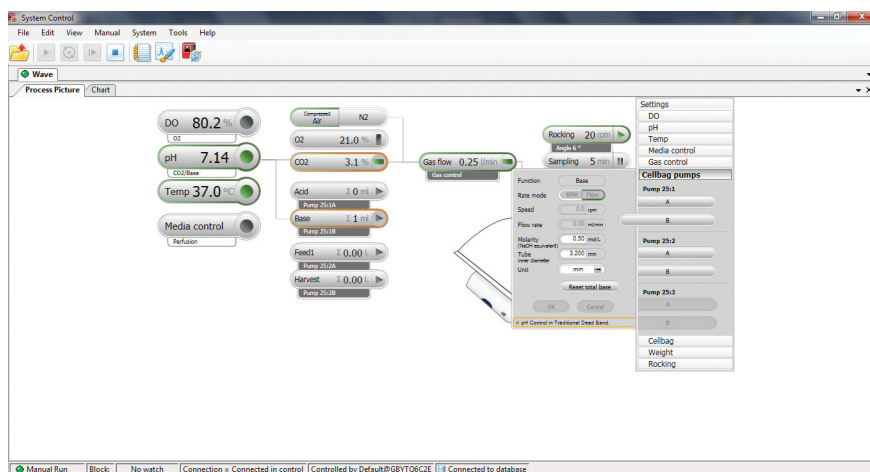 System Control
File Edit View Manual System Tools Help
Wave
Process Picture Chart
DO 80.2 %
O2
pH 7.14
CO2/Base
Temp 37.0 °C
Media control
Perfusion
Compressed Air N2
O2 21.0 %
CO2 3.1 %
Acid Σ 0 ml
Pump 25:1A
Base Σ 1 ml
Pump 25:1B
Feed1 Σ 0.00 L
Pump 25:2A
Harvest Σ 0.00 L
Pump 25:2B
Gas flow 0.25 l/min
Gas control
Rocking 20 rpm
Angle 6 °
Sampling 5 min
Function Base
Rate mode RPM Flow
Speed 0.0 rpm
Flow rate 0.00 ml/min
Molarity 0.50 mol/L
(NaOH equivalent)
Tube 3.200 mm
inner diameter
Unit mm
Reset total base
OK Cancel
pH Control in Traditional Dead Band.
Settings
DO
pH
Temp
Media control
Gas control
Cellbag pumps
Pump 25:1
A
B
Pump 25:2
A
B
Pump 25:3
A
B
Cellbag
Weight
Rocking
Manual Run Block: No watch Connection = Connected in control Controlled by Default@GBYTO6C2E Connected to database